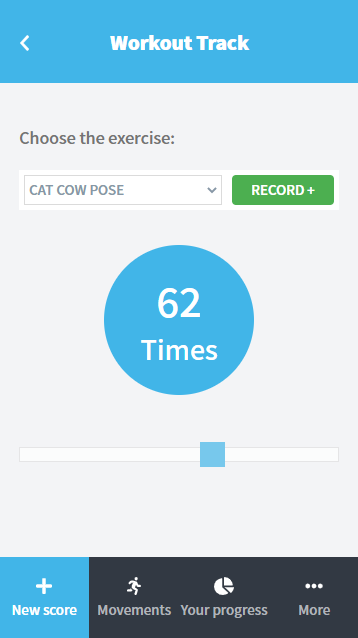 Workout Track
Choose the exercise:
CAT COW POSE
RECORD +
62
Times
New score
Movements
Your progress
More